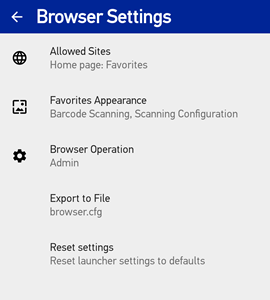 Browser Settings
Allowed Sites
Home page: Favorites
Favorites Appearance
Barcode Scanning, Scanning Configuration
Browser Operation
Admin
Export to File
browser.cfg
Reset settings
Reset launcher settings to defaults